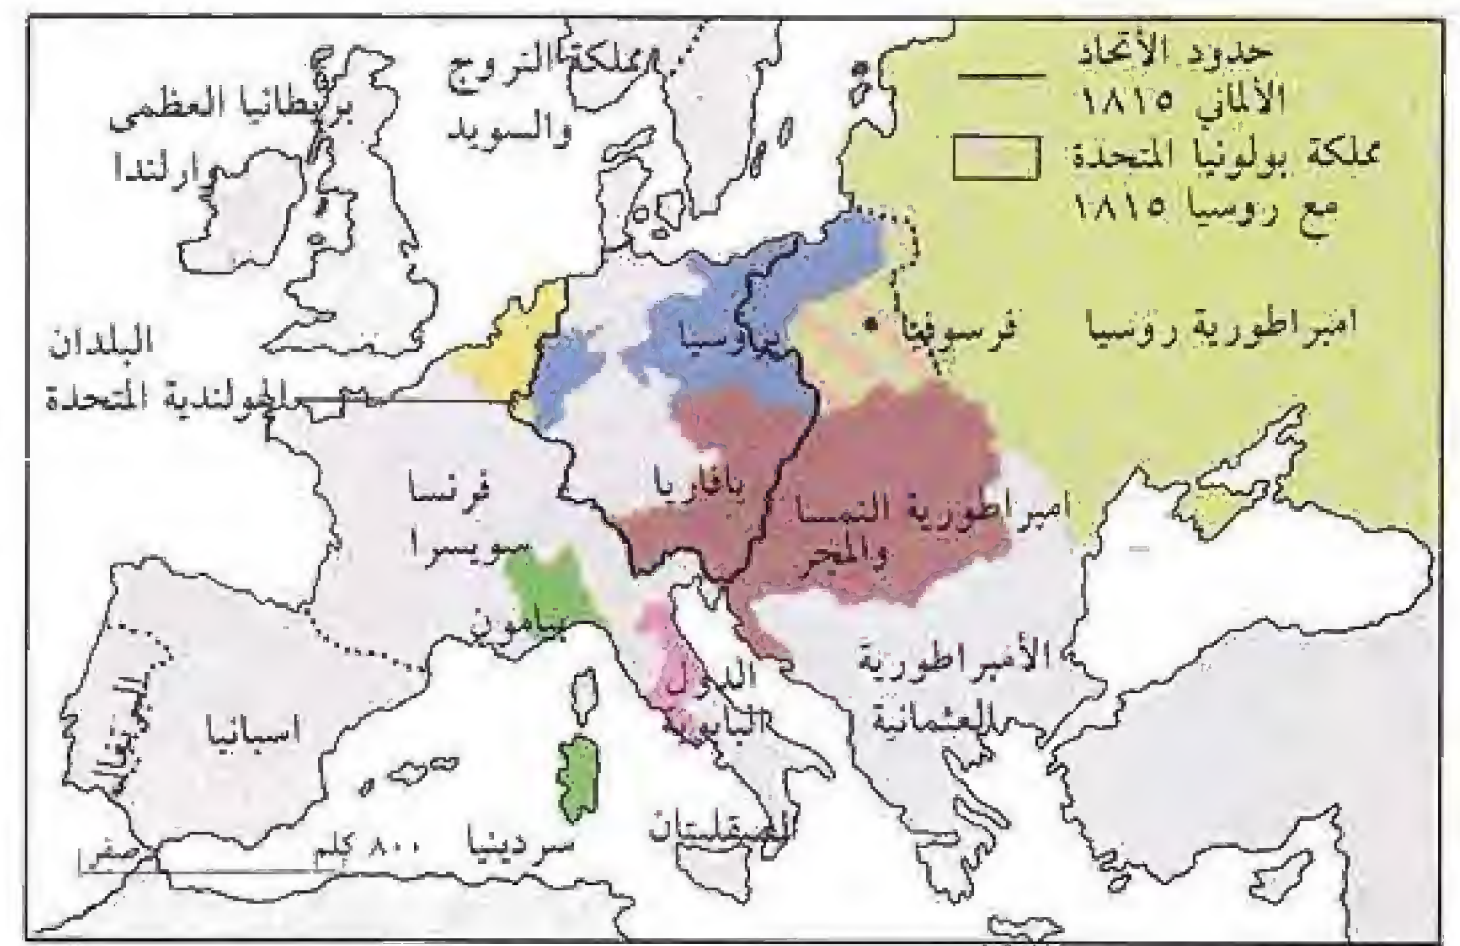 مملكة النروج
والسويد
حدود الأتحاد
الألماني ١٨١٥
مملكة بولونيا المتحدة
مع روسيا ١٨١٥
بريطانيا العظمى
وارلندا
البلدان
الهولندية المتحدة
بروسيا
فرسوفيا
امبراطورية روسيا
فرنسا
سويسرا
بافاريا
امبراطورية النمسا
والمجر
بيامون
الدول
البابوية
الأمبراطورية
العثمانية
البرتغال
اسبانيا
سردينيا
الصقليتان
صفر
٨٠٠ كلم